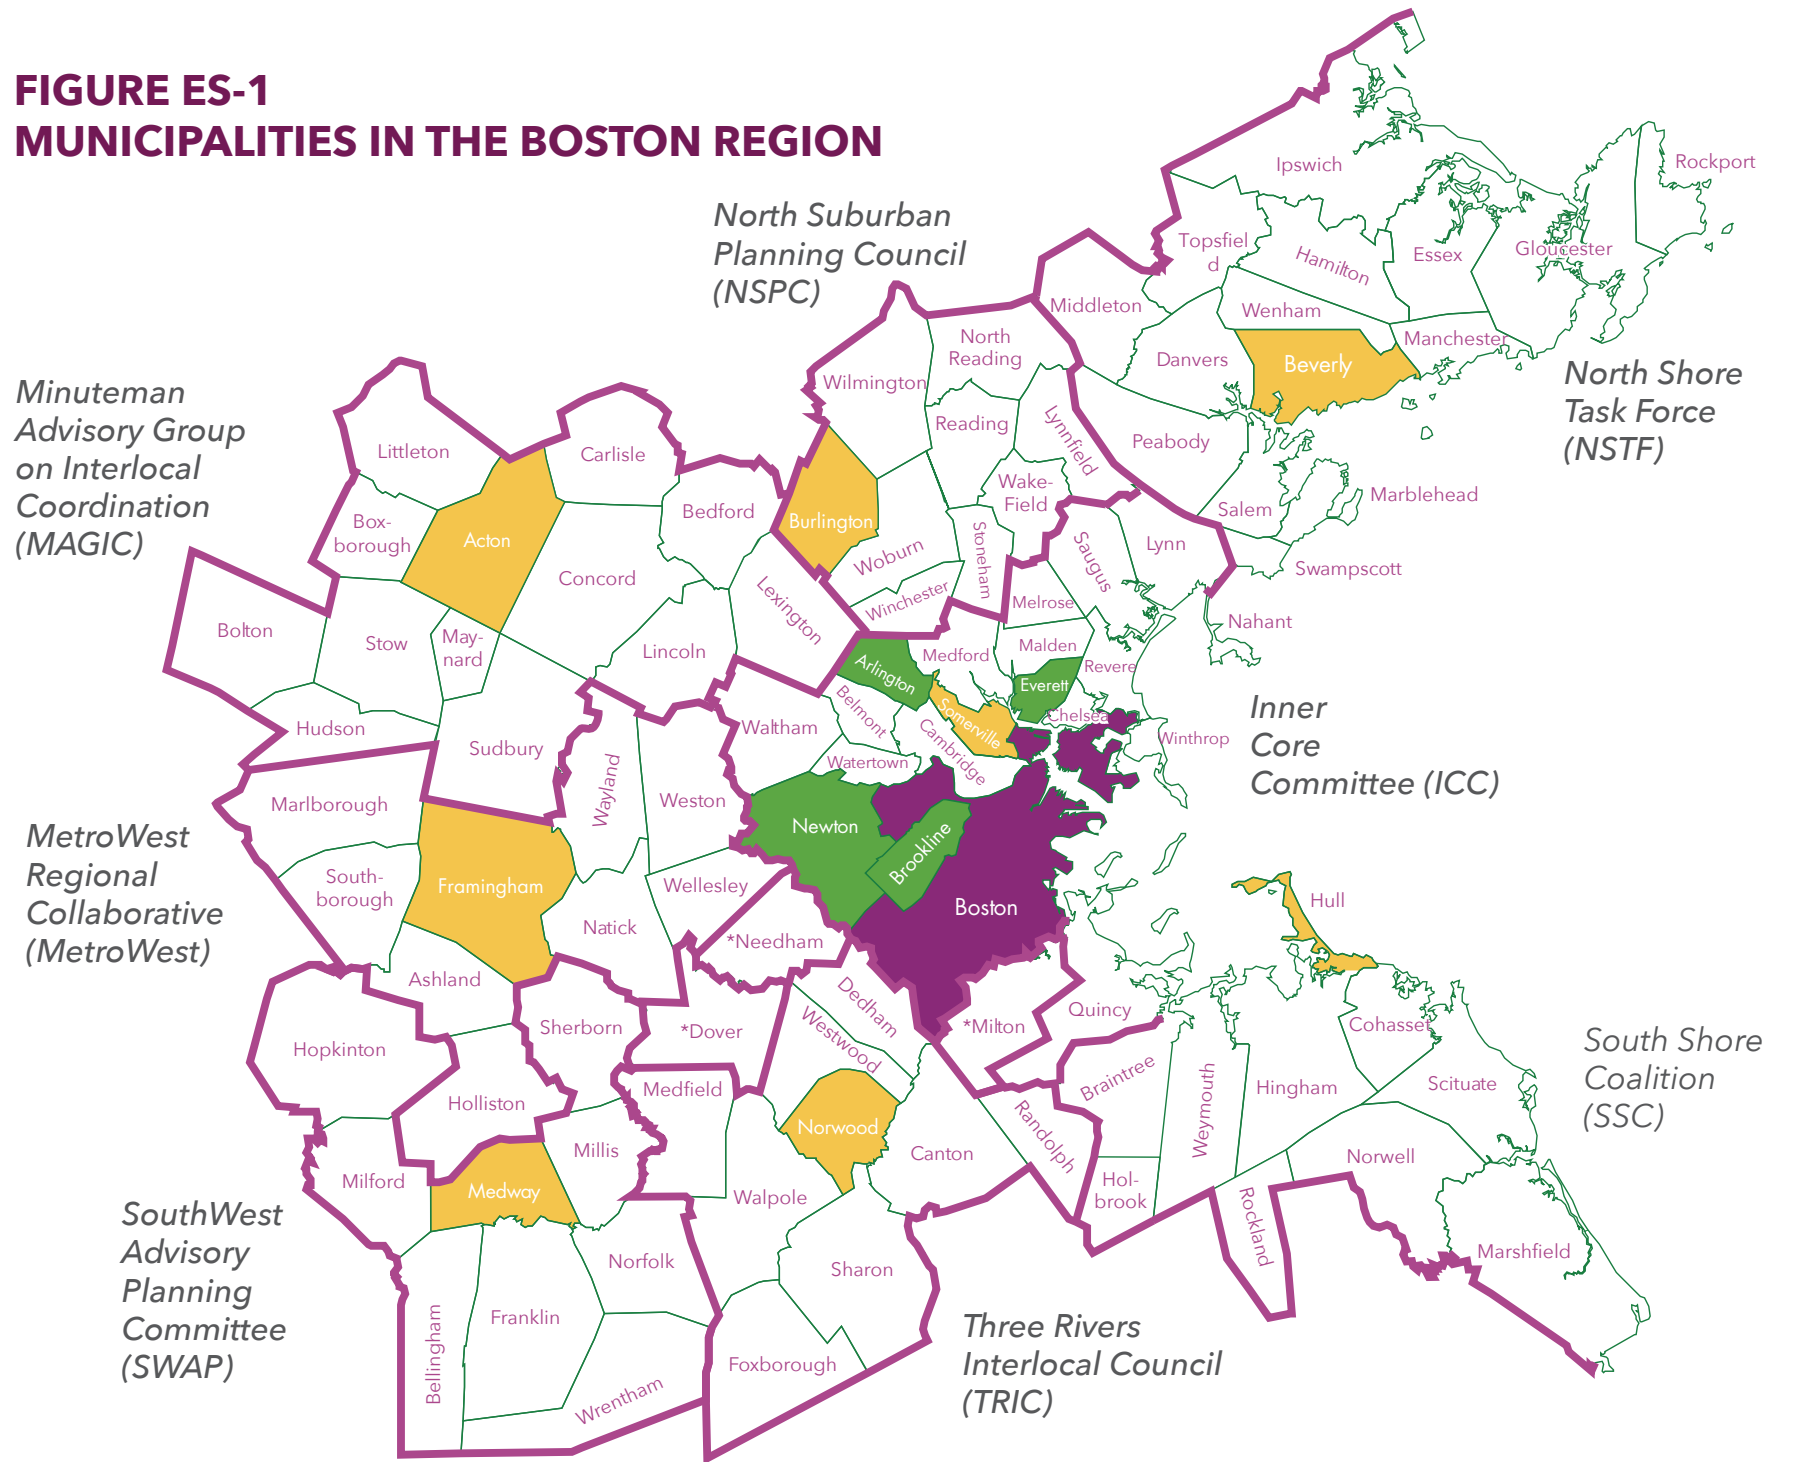 FIGURE ES-1
MUNICIPALITIES IN THE BOSTON REGION
North Suburban
Planning Council
(NSPC)
Minuteman
Advisory Group
on Interlocal
Coordination
(MAGIC)
North Shore
Task Force
(NSTF)
Inner
Core
Committee (ICC)
MetroWest
Regional
Collaborative
(MetroWest)
South Shore
Coalition
(SSC)
SouthWest
Advisory
Planning
Committee
(SWAP)
Three Rivers
Interlocal Council
(TRIC)
Ipswich
Rockport
Topsfiel
d
Hamilton
Essex
Gloucester
Middleton
Wenham
Manchester
Danvers
Beverly
Peabody
Salem
Marblehead
Swampscott
Nahant
North
Reading
Wilmington
Reading
Lynnfield
Wake-
Field
Burlington
Woburn
Stoneham
Winchester
Littleton
Carlisle
Bedford
Box-
borough
Acton
Concord
Lexington
Bolton
Stow
May-
nard
Lincoln
Hudson
Sudbury
Saugus
Lynn
Melrose
Malden
Medford
Revere
Arlington
Everett
Chelsea
Belmont
Somerville
Winthrop
Waltham
Cambridge
Watertown
Newton
Brookline
Boston
*Needham
Quincy
*Milton
Marlborough
Wayland
Weston
South-
borough
Framingham
Wellesley
Natick
Ashland
Hull
Cohasset
Scituate
Hingham
Braintree
Weymouth
Hol-
brook
Norwell
Rockland
Marshfield
Dedham
Westwood
*Dover
Medfield
Norwood
Canton
Randolph
Walpole
Sharon
Foxborough
Sherborn
Hopkinton
Holliston
Millis
Milford
Medway
Norfolk
Franklin
Bellingham
Wrentham